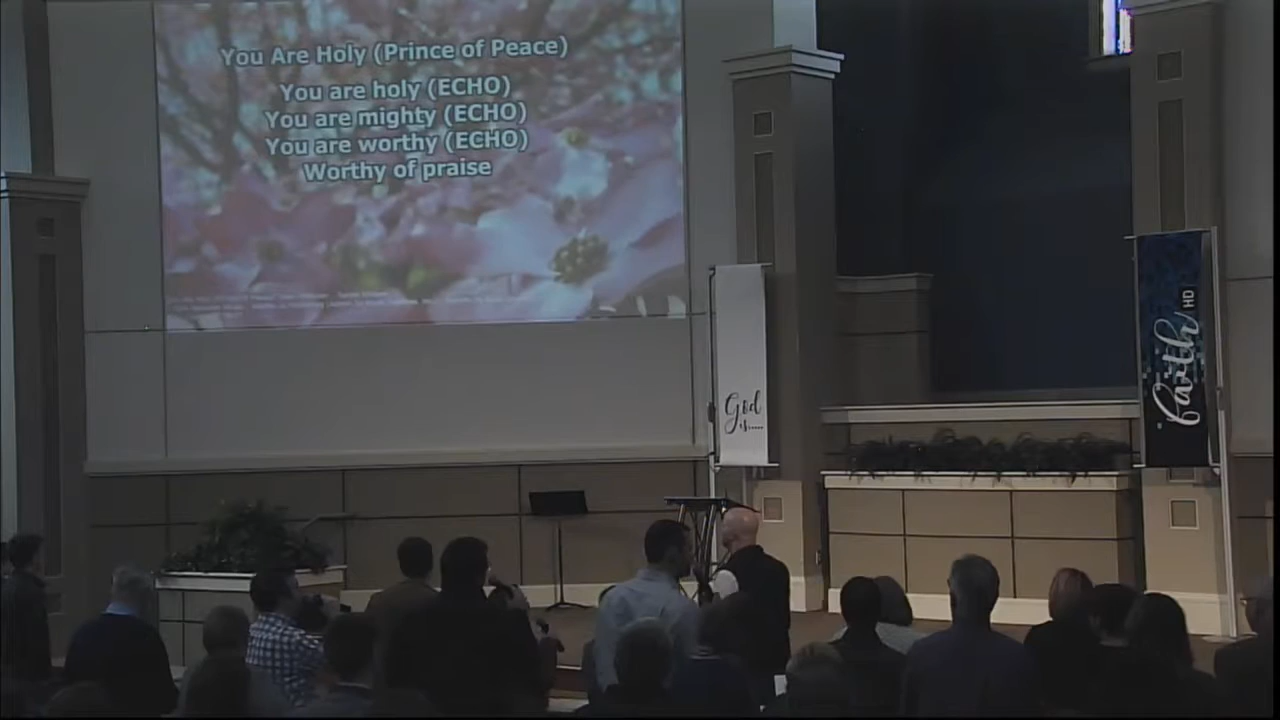 You Are Holy (Prince of Peace)
You are holy (ECHO)
You are mighty (ECHO)
You are worthy (ECHO)
Worthy of praise
God
is....
faith
HD